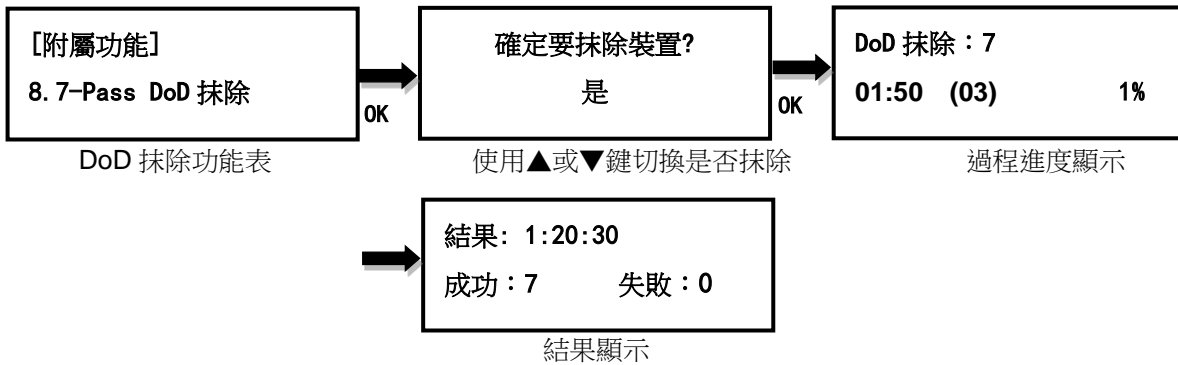 [附屬功能]
8. 7-Pass DoD 抹除
OK
DoD 抹除功能表
確定要抹除裝置?
是
OK
使用▲或▼鍵切換是否抹除
DoD 抹除：7
01:50 (03) 1%
過程進度顯示
結果: 1:20:30
成功：7 失敗：0
結果顯示